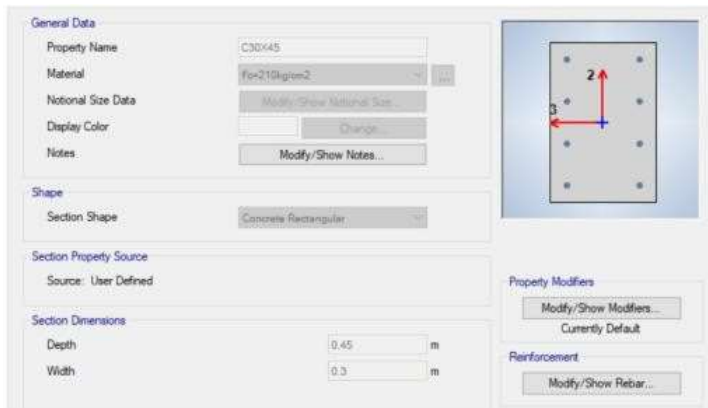 General Data
Property Name C30X45
Material f'c=210kg/cm2 ...
Notional Size Data Modify/Show Notional Size...
Display Color Change...
Notes Modify/Show Notes...
2
3
Shape
Section Shape Concrete Rectangular
Section Property Source
Source: User Defined
Property Modifiers
Modify/Show Modifiers...
Currently Default
Section Dimensions
Depth 0.45 m
Width 0.3 m
Reinforcement
Modify/Show Rebar...